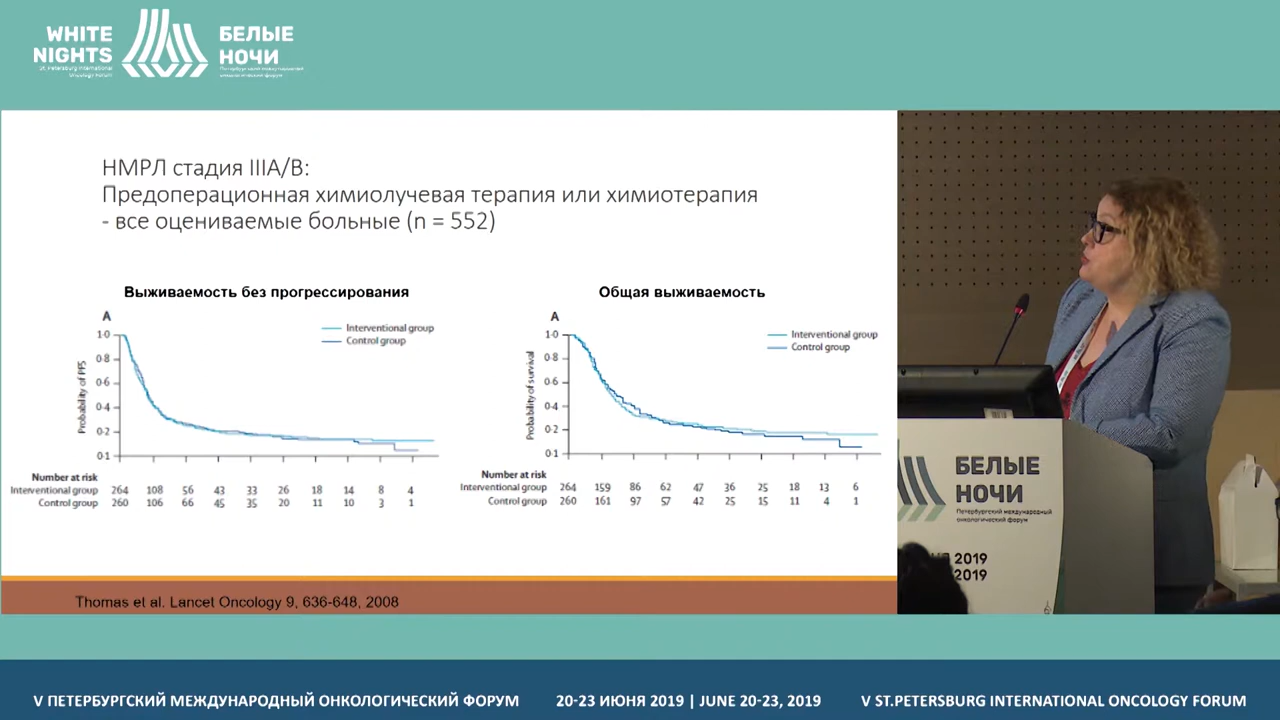 WHITE
NIGHTS
St. Petersburg International
Oncology Forum
БЕЛЫЕ
НОЧИ
Петербургский международный
онкологический форум
НМРЛ стадия IIIA/B:
Предоперационная химиолучевая терапия или химиотерапия
- все оцениваемые больные (n = 552)
Выживаемость без прогрессирования
A
Interventional group
Control group
Probability of PFS
1·0
0·8
0·6
0·4
0·2
0·1
Number at risk
Interventional group 264 108 56 43 33 26 18 14 8 4
Control group 260 106 66 45 35 20 11 10 3 1
Общая выживаемость
A
Interventional group
Control group
Probability of survival
1·0
0·8
0·6
0·4
0·2
0·1
Number at risk
Interventional group 264 159 86 62 47 36 25 18 13 6
Control group 260 161 97 57 42 25 15 11 4 1
Thomas et al. Lancet Oncology 9, 636-648, 2008
БЕЛЫЕ
НОЧИ
Петербургский международный
онкологический форум
2019
2019
V ПЕТЕРБУРГСКИЙ МЕЖДУНАРОДНЫЙ ОНКОЛОГИЧЕСКИЙ ФОРУМ
20-23 ИЮНЯ 2019 | JUNE 20-23, 2019
V ST.PETERSBURG INTERNATIONAL ONCOLOGY FORUM